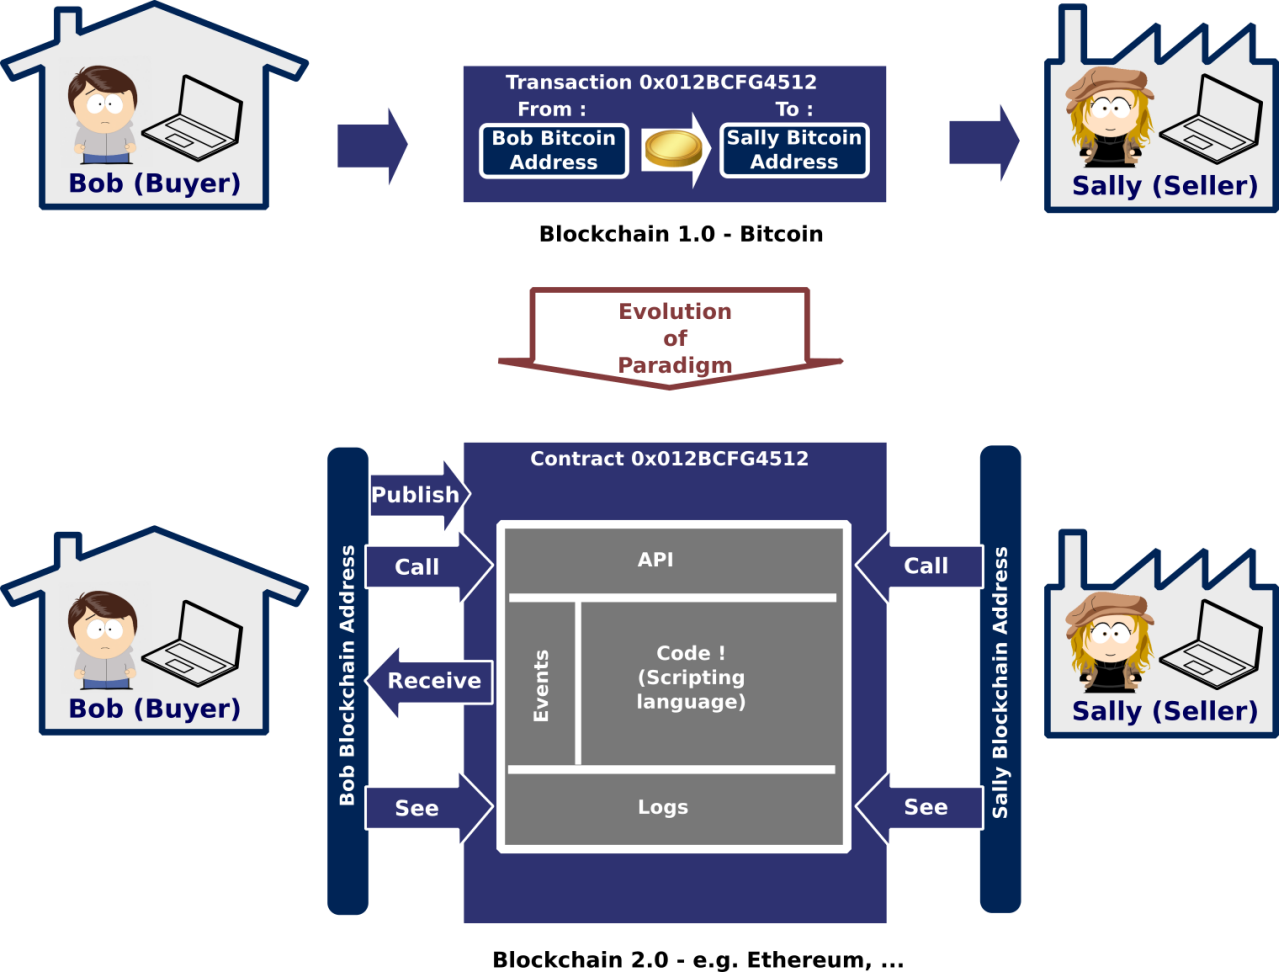 Transaction 0x012BCFG4512
From :
To :
Bob Bitcoin
Address
Sally Bitcoin
Address
Bob (Buyer)
Sally (Seller)
Blockchain 1.0 - Bitcoin
Evolution
of
Paradigm
Contract 0x012BCFG4512
Publish
Call
API
Call
Bob Blockchain Address
Receive
Events
Code !
(Scripting
language)
Sally Blockchain Address
Bob (Buyer)
Sally (Seller)
See
Logs
See
Blockchain 2.0 - e.g. Ethereum, ...